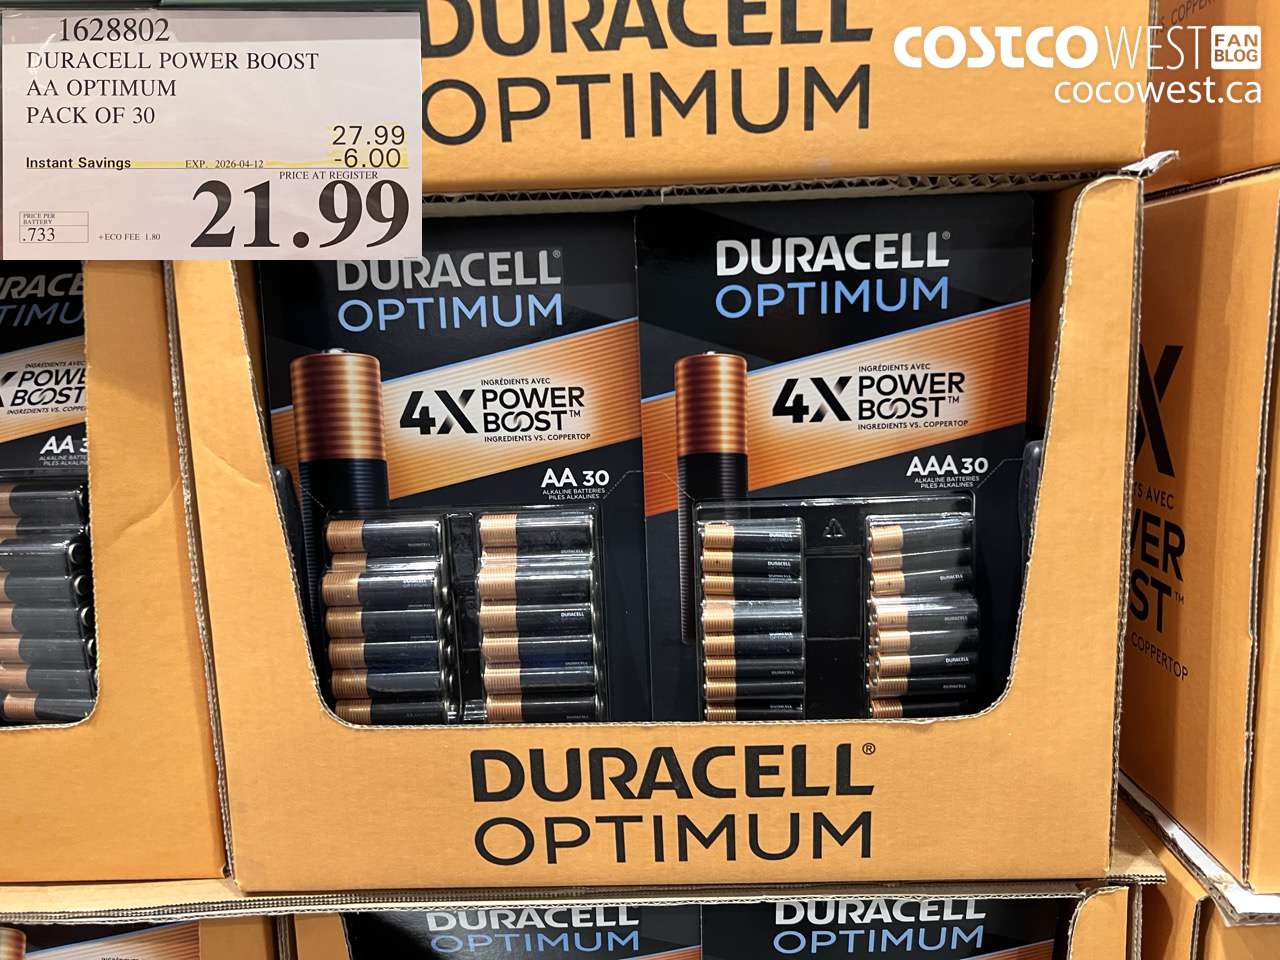 1628802
DURACELL POWER BOOST
AA OPTIMUM
PACK OF 30
27.99
Instant Savings EXP. 2026-04-12 -6.00
PRICE AT REGISTER
21.99
PRICE PER
BATTERY
.733
+ECO FEE 1.80
DURACELL
OPTIMUM
COSTCO WEST FAN BLOG
cocowest.ca
DURACELL®
OPTIMUM
INGRÉDIENTS AVEC
4X POWER
BOOST™
INGREDIENTS VS. COPPERTOP
AA 30
ALKALINE BATTERIES
PILES ALKALINES
DURACELL®
OPTIMUM
INGRÉDIENTS AVEC
4X POWER
BOOST™
INGREDIENTS VS. COPPERTOP
AAA 30
ALKALINE BATTERIES
PILES ALKALINES
DURACELL®
OPTIMUM
DURACELL
OPTIMUM
DURACELL
OPTIMUM